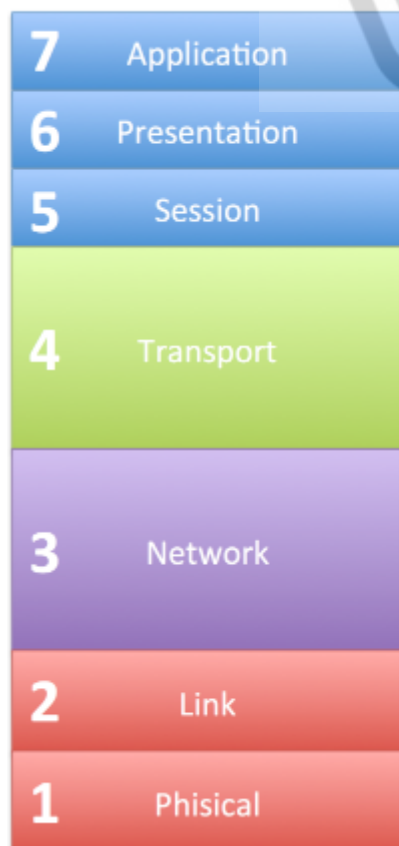 7 Application
6 Presentation
5 Session
4 Transport
3 Network
2 Link
1 Phisical